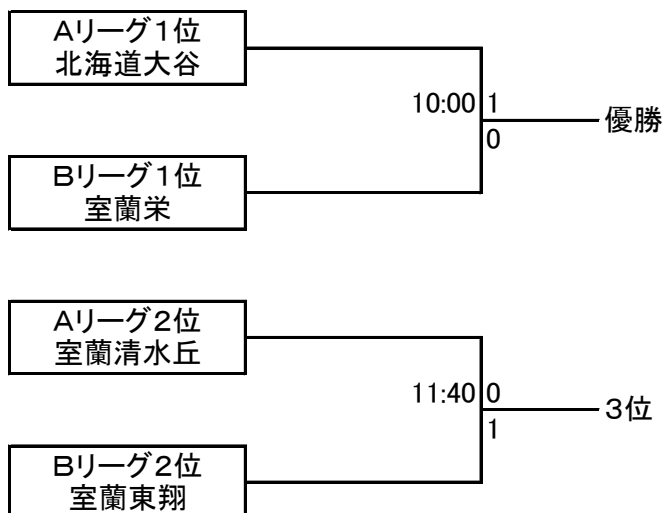 Aリーグ1位
北海道大谷
10:00 1
0
優勝
Bリーグ1位
室蘭栄
Aリーグ2位
室蘭清水丘
11:40 0
1
3位
Bリーグ2位
室蘭東翔